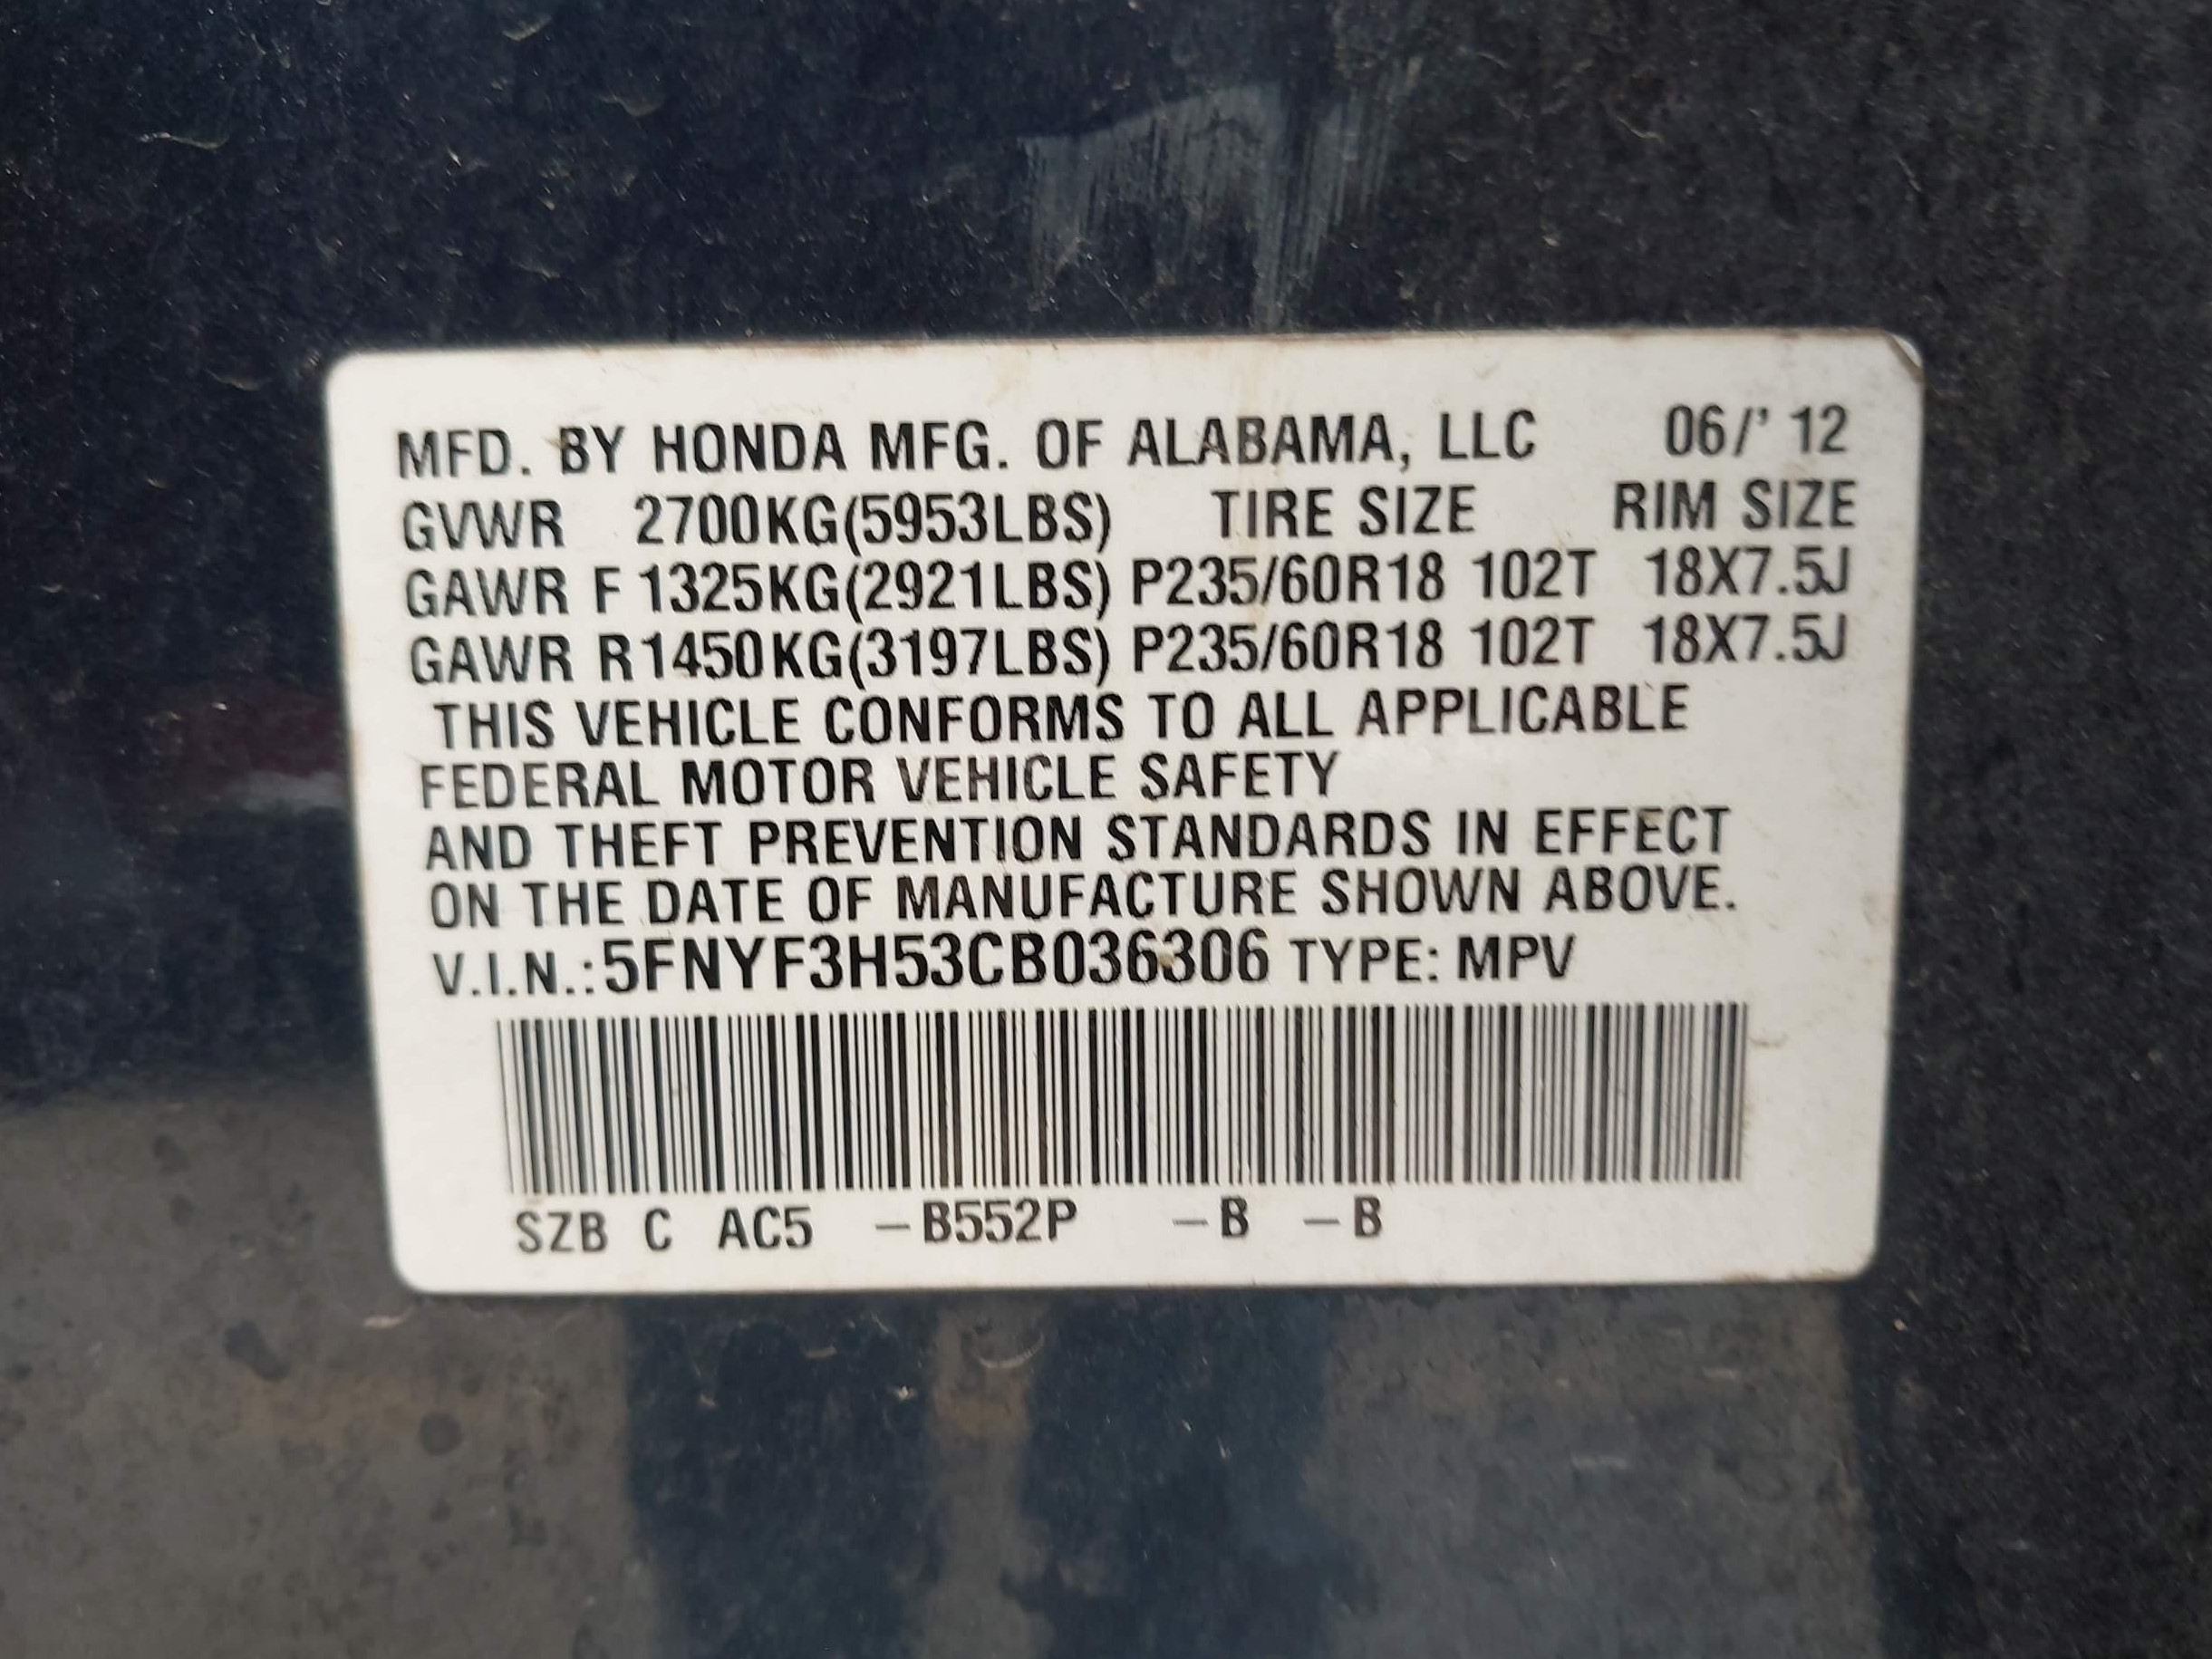 MFD. BY HONDA MFG. OF ALABAMA, LLC 06/' 12
GVWR 2700KG(5953LBS) TIRE SIZE RIM SIZE
GAWR F 1325KG(2921LBS) P235/60R18 102T 18X7.5J
GAWR R1450KG(3197LBS) P235/60R18 102T 18X7.5J
THIS VEHICLE CONFORMS TO ALL APPLICABLE
FEDERAL MOTOR VEHICLE SAFETY
AND THEFT PREVENTION STANDARDS IN EFFECT
ON THE DATE OF MANUFACTURE SHOWN ABOVE.
V.I.N.:5FNYF3H53CB036306 TYPE: MPV
SZB C AC5 –B552P –B –B